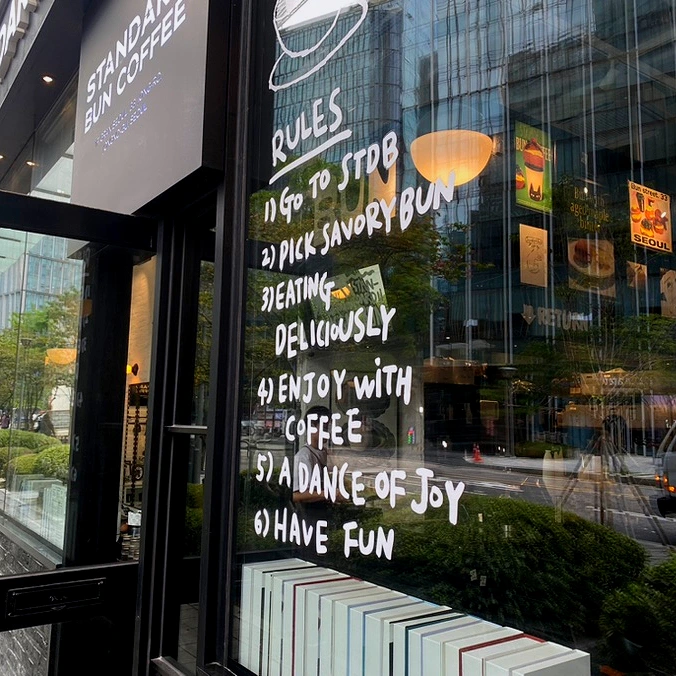 STANDARD
BUN COFFEE
RULES
1) GO TO STDB
2) PICK SAVORY BUN
3) EATING
DELICIOUSLY
4) ENJOY WiTH
COFFEE
5) A DANCE OF JOY
6) HAVE FUN
RETURN
SEOUL